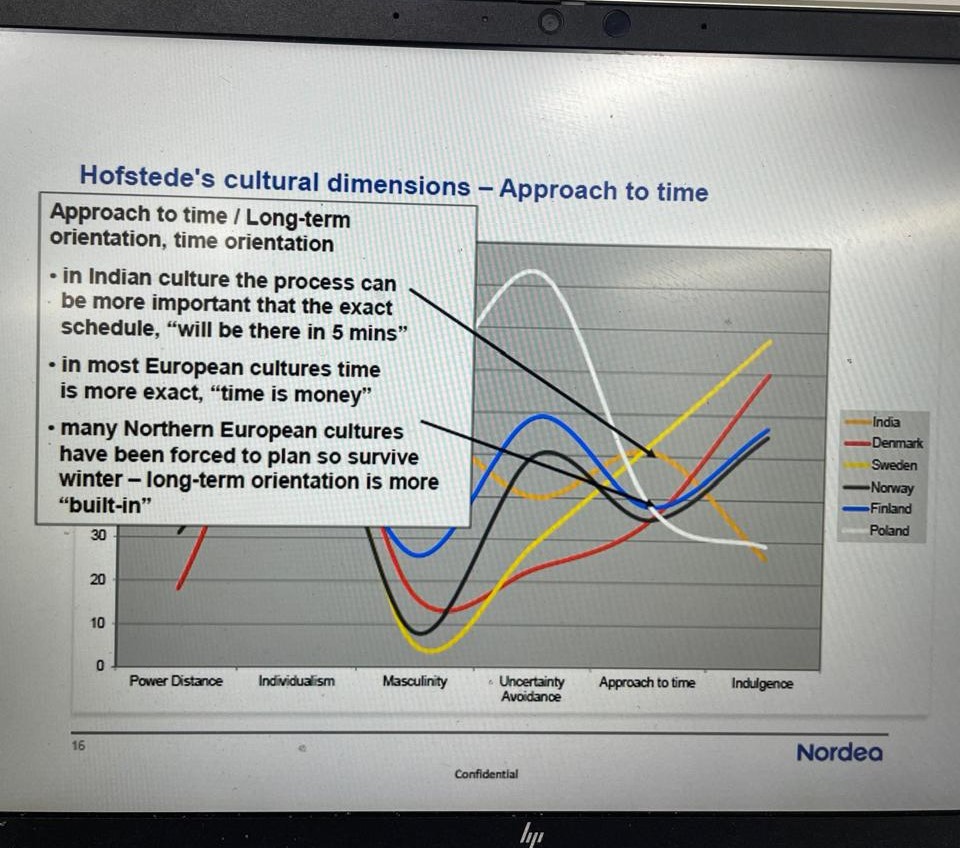 Hofstede's cultural dimensions – Approach to time
Approach to time / Long-term
orientation, time orientation
• in Indian culture the process can
be more important that the exact
schedule, “will be there in 5 mins”
• in most European cultures time
is more exact, “time is money”
• many Northern European cultures
have been forced to plan so survive
winter – long-term orientation is more
“built-in”
30
20
10
0
Power Distance
Individualism
Masculinity
Uncertainty
Avoidance
Approach to time
Indulgence
India
Denmark
Sweden
Norway
Finland
Poland
16
Confidential
Nordea
hp